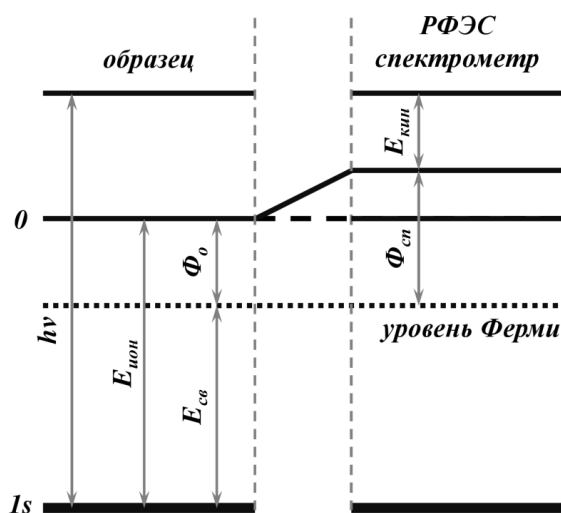 образец
РФЭС
спектрометр
0
hν
Eион
Φо
Eсв
Eкин
Φсп
уровень Ферми
1s